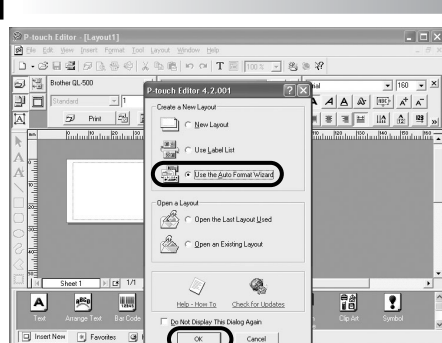 P-touch Editor - [Layout1]
File Edit View Insert Format Tool Layout Window Help
100 %
Brother QL-500
160
Standard
1
Print
P-touch Editor 4.2.001
Create a New Layout
New Layout
Use Label List
Use the Auto Format Wizard
Open a Layout
Open the Last Layout Used
Open an Existing Layout
Help - How To
Check for Updates
Do Not Display This Dialog Again
OK
Cancel
Sheet 1
1/1
Text
Arrange Text
Bar Code
Clip Art
Symbol
Insert New
Favorites